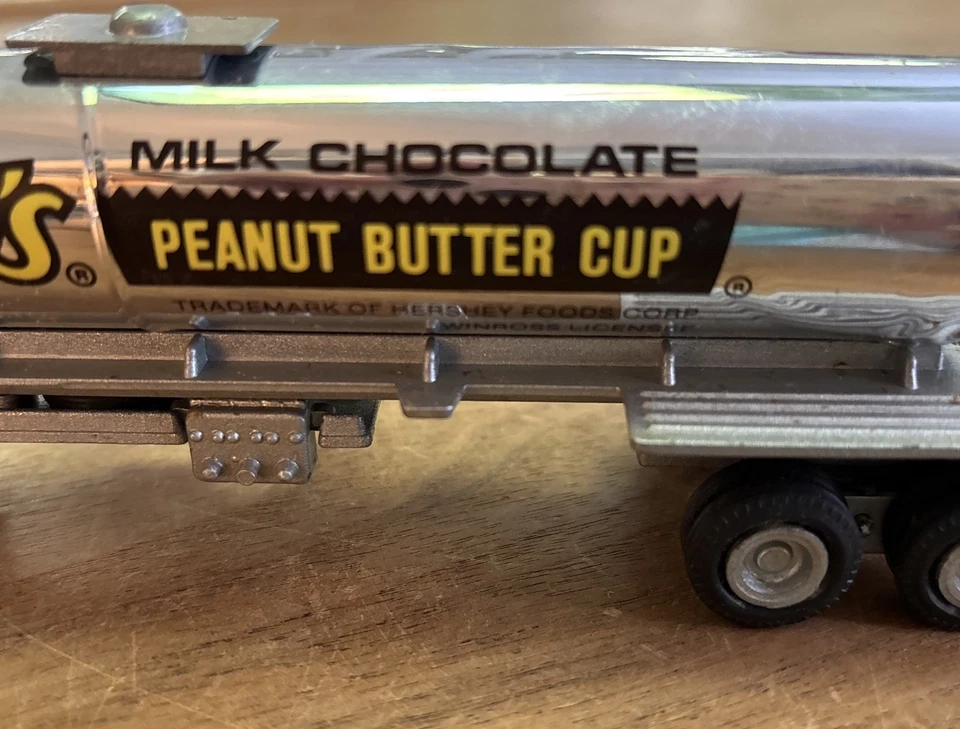 MILK CHOCOLATE
's®
PEANUT BUTTER CUP®
TRADEMARK OF HERSHEY FOODS CORP
WINROSS LICENSEE